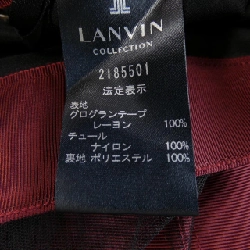 LANVIN
COLLECTION
2185501
還定表示
表地
グログランテープ
レーヨン 100%
チュール
ナイロン 100%
裏地 ポリエステル 100%